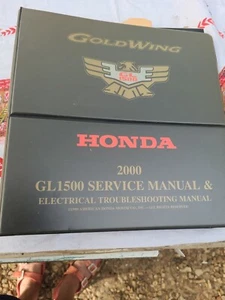 GOLDWING
HONDA
2000
GL1500 SERVICE MANUAL &
ELECTRICAL TROUBLESHOOTING MANUAL